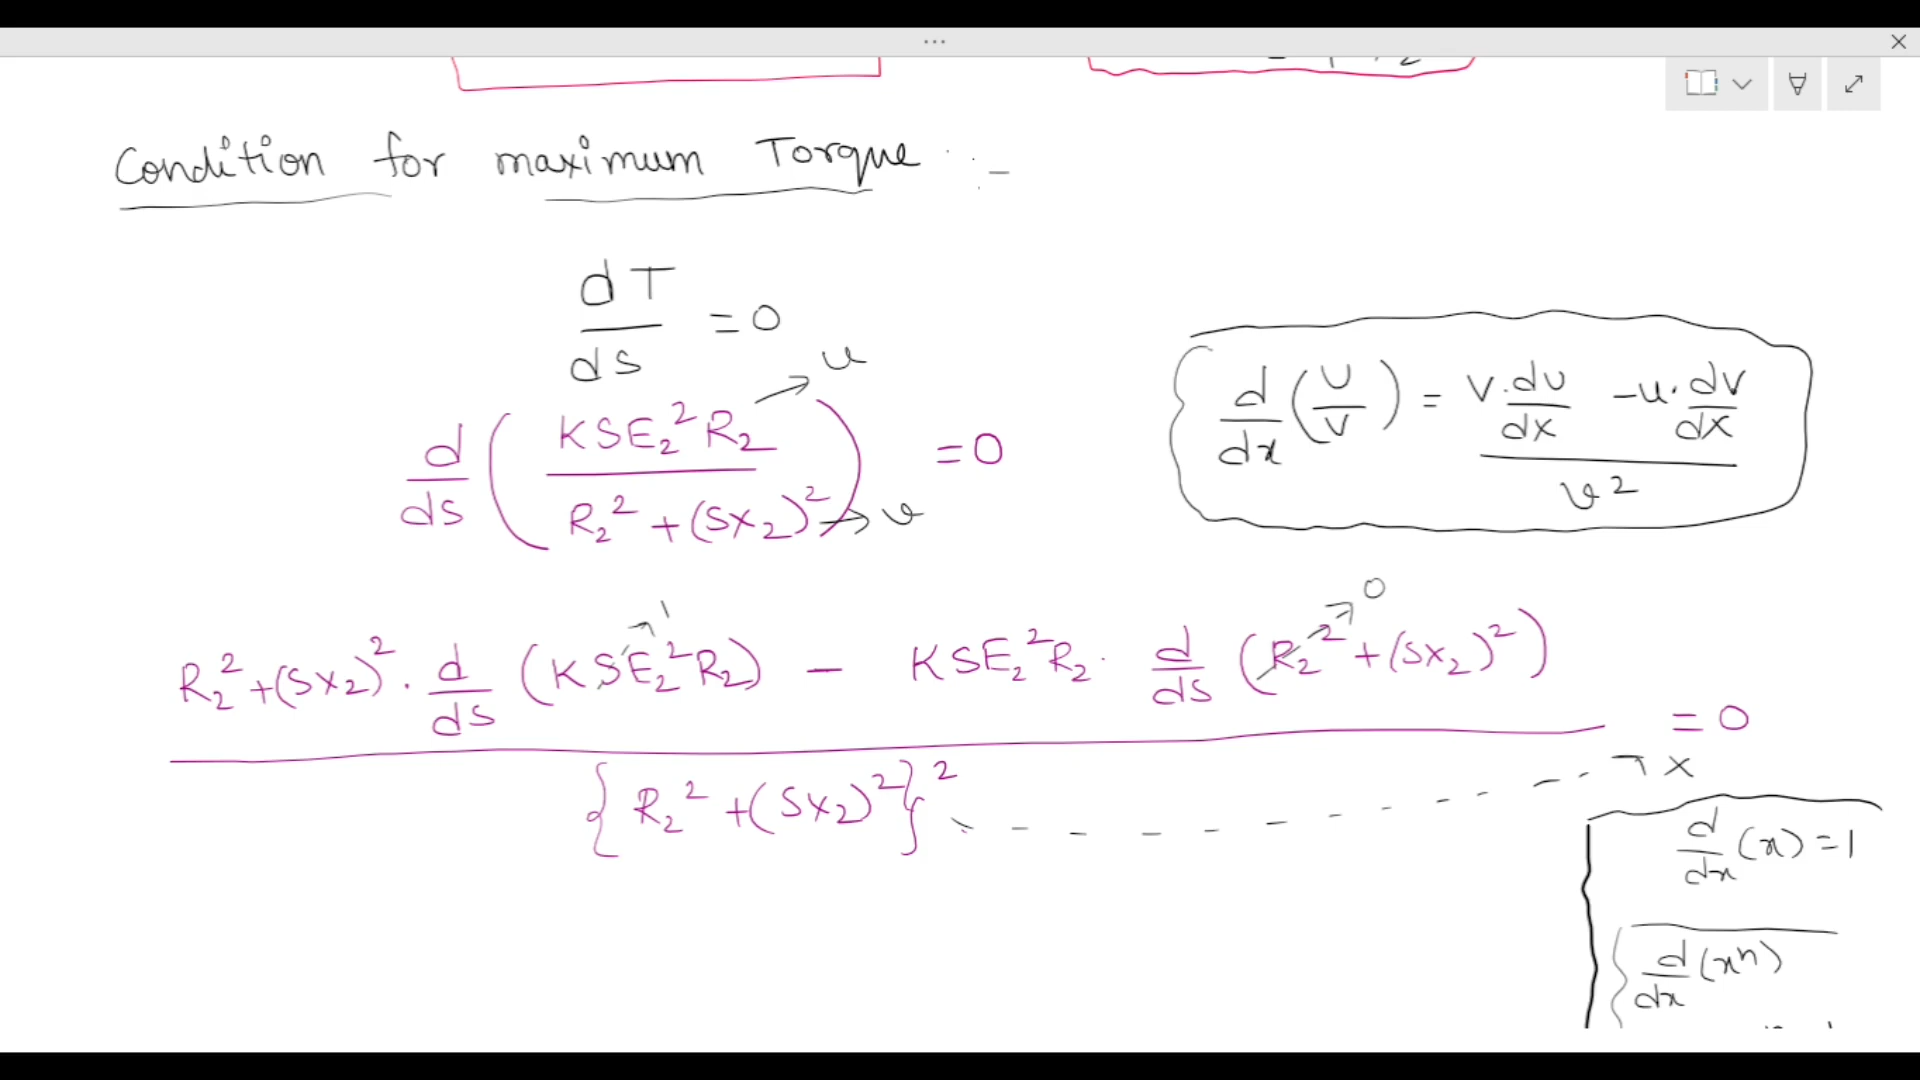 Condition for maximum Torque :-
dT/ds = 0
d/ds ( KSE₂²R₂ / R₂² + (SX₂)² ) = 0
→ u
→ v
d/dx (U/V) = V.du/dx - u.dv/dx / v²
R₂² + (SX₂)² . d/ds (KSE₂²R₂) - KSE₂²R₂ . d/ds (R₂² + (SX₂)²) / {R₂² + (SX₂)²}² = 0
→ 1
→ 0
→ X
d/dx (x) = 1
d/dx (xⁿ)